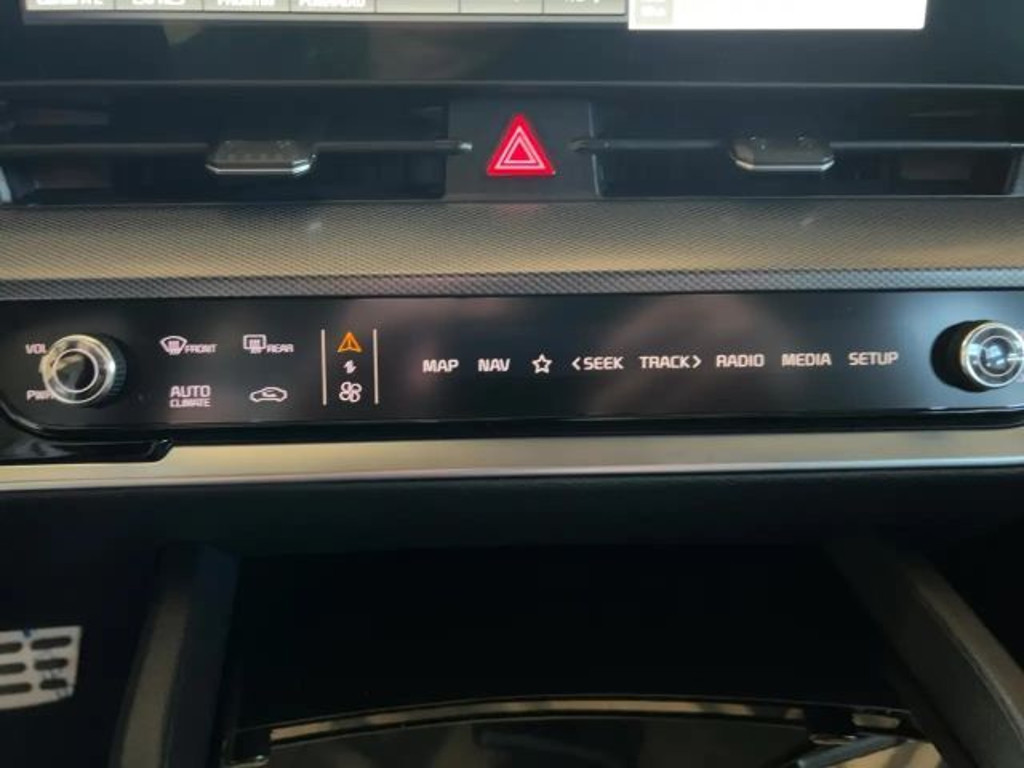 VOL
FRONT
REAR
PWR
AUTO
CLIMATE
MAP NAV <SEEK TRACK> RADIO MEDIA SETUP